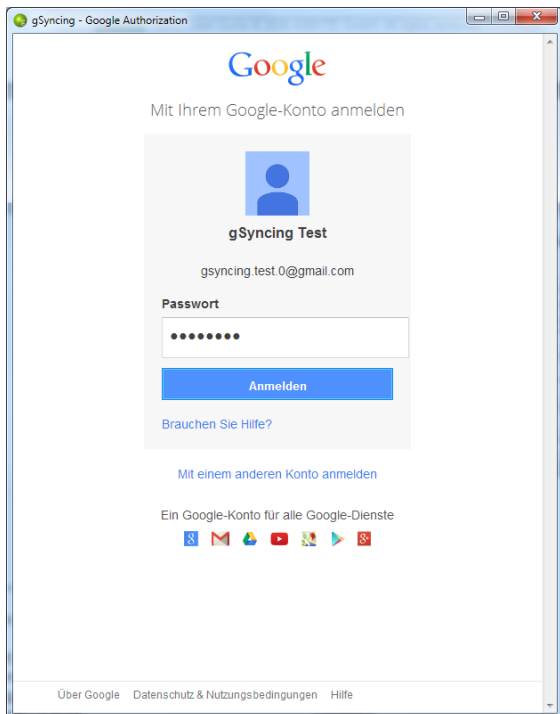 gSyncing - Google Authorization
Google
Mit Ihrem Google-Konto anmelden
gSyncing Test
gsyncing.test.0@gmail.com
Passwort
••••••••
Anmelden
Brauchen Sie Hilfe?
Mit einem anderen Konto anmelden
Ein Google-Konto für alle Google-Dienste
Über Google Datenschutz & Nutzungsbedingungen Hilfe